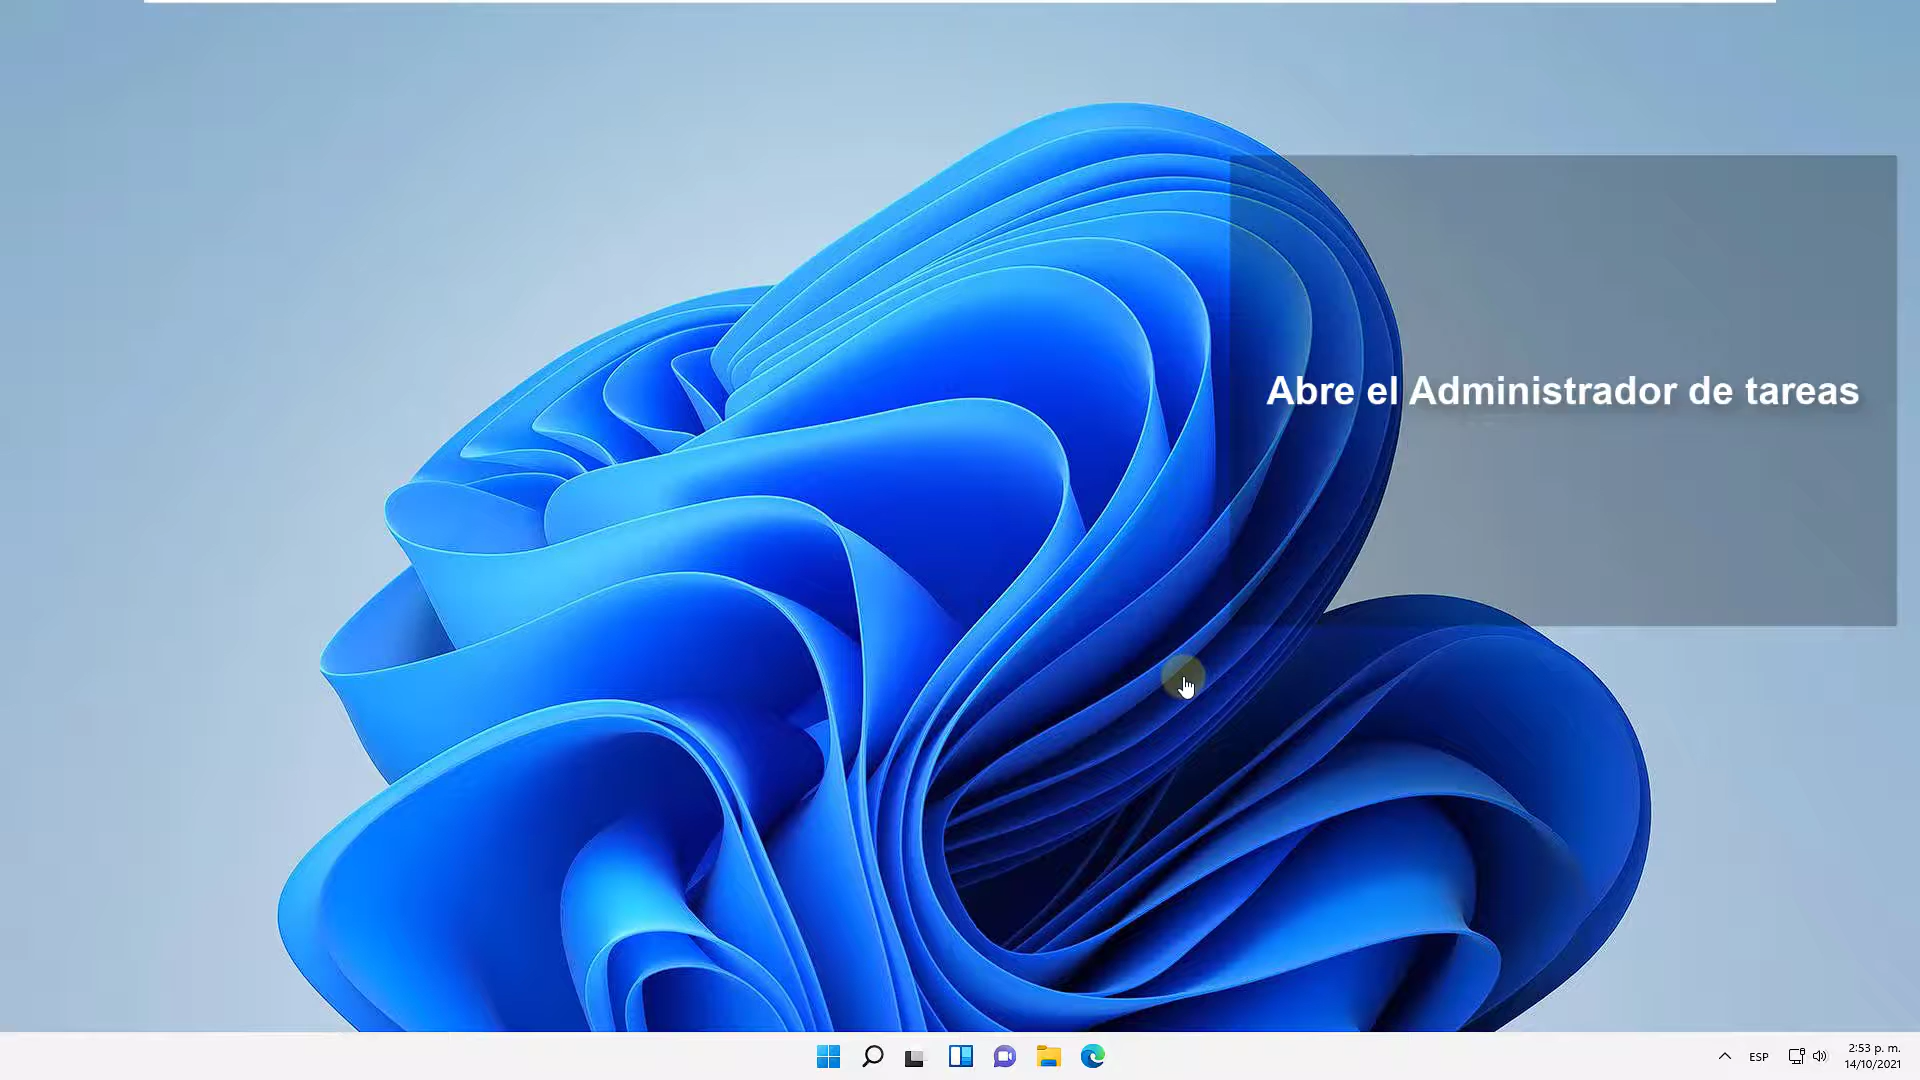 Abre el Administrador de tareas
ESP
2:53 p. m.
14/10/2021